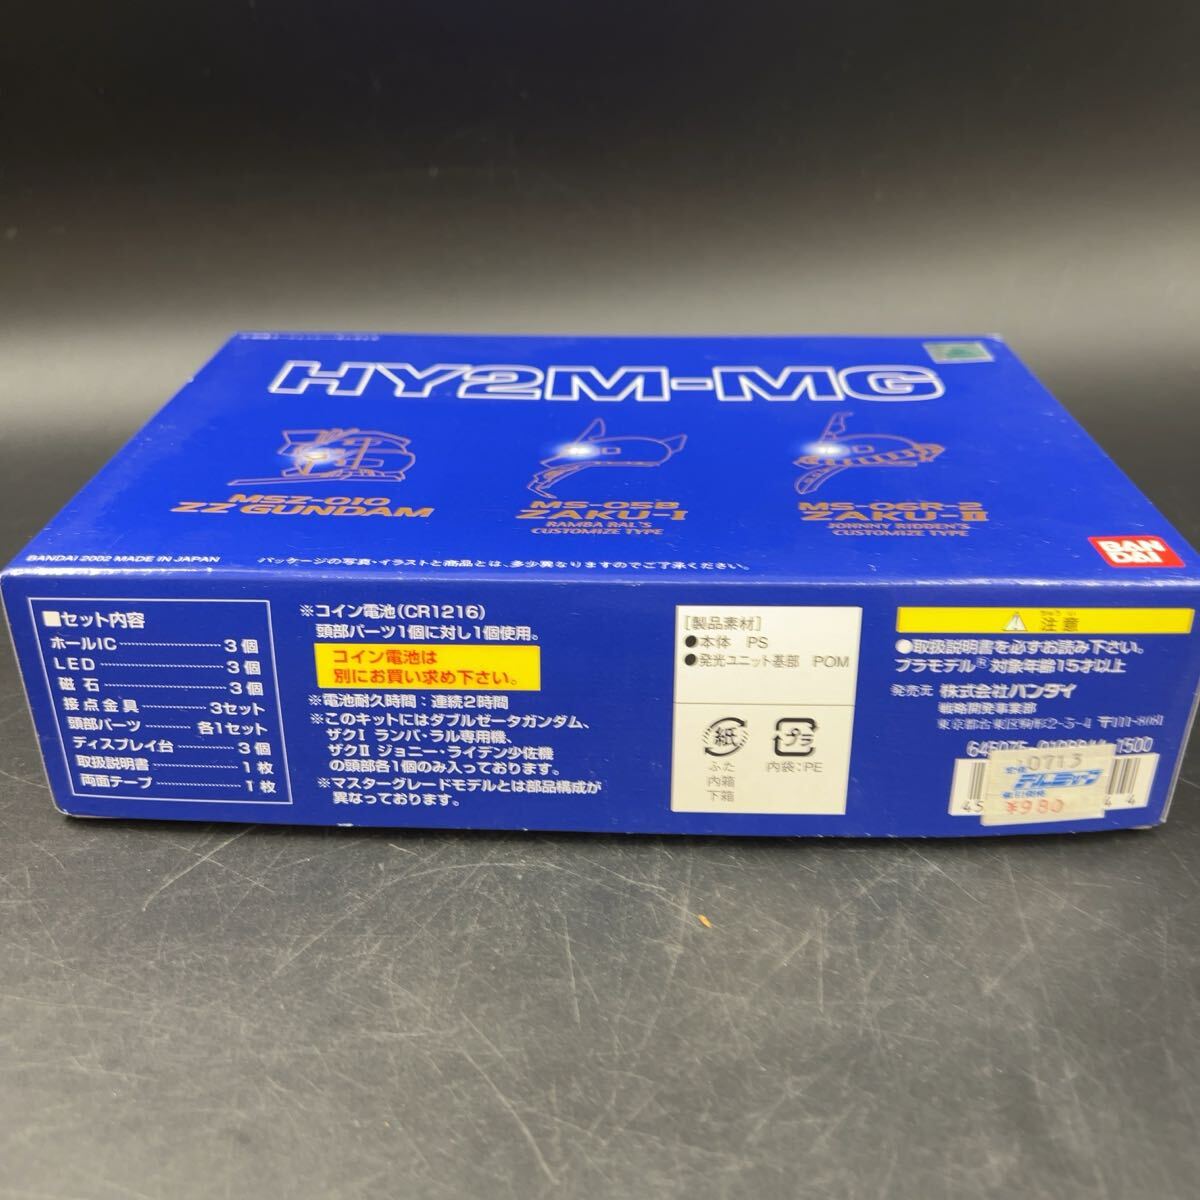 HY2M-MG
MSZ-010
ZZ GUNDAM
MS-05B
ZAKU-I
RAMBA RAL'S
CUSTOMIZE TYPE
MS-06R-2
ZAKU-II
JOHNNY RIDDEN'S
CUSTOMIZE TYPE
BANDAI 2002 MADE IN JAPAN
パッケージの写真・イラストと商品とは、多少異なりますのでご了承ください。
BAN
DAI
■セット内容
ホールIC 3個
LED 3個
磁石 3個
接点金具 3セット
頭部パーツ 各1セット
ディスプレイ台 3個
取扱説明書 1枚
両面テープ 1枚
※コイン電池(CR1216)
頭部パーツ1個に対し1個使用。
コイン電池は
別にお買い求め下さい。
※電池耐久時間：連続2時間
※このキットにはダブルゼータガンダム、
ザクI ランバ・ラル専用機、
ザクII ジョニー・ライデン少佐機
の頭部各1個のみ入っております。
※マスターグレードモデルとは部品構成が
異なっております。
[製品素材]
●本体 PS
●発光ユニット基部 POM
紙
ふた
内箱
下箱
プラ
内袋：PE
注意
●取扱説明書を必ずお読み下さい。
プラモデル® 対象年齢15才以上
発売元 株式会社バンダイ
戦略開発事業部
東京都台東区駒形2-5-4 〒111-8081
1500
0713
¥980
45
4 4